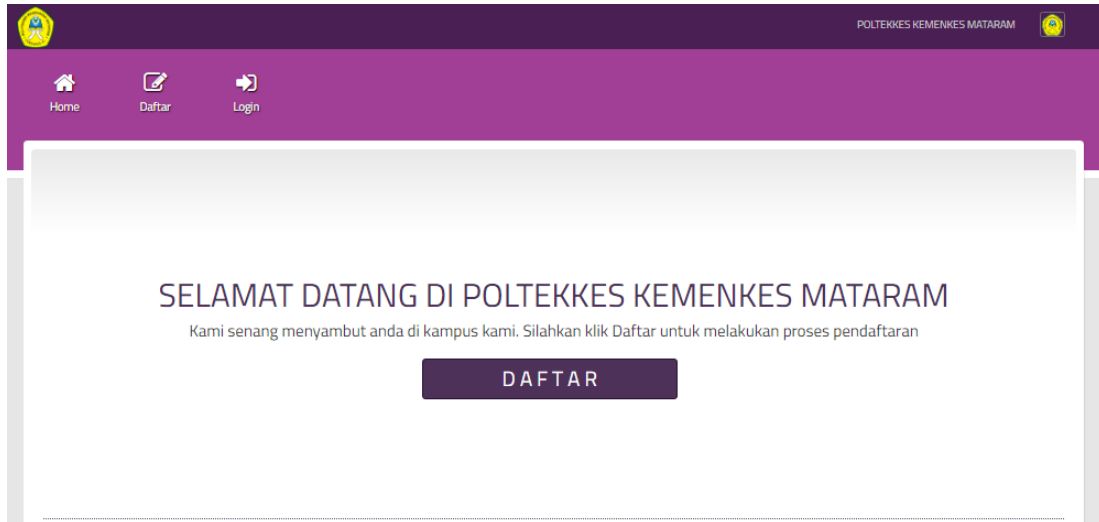 POLTEKKES KEMENKES MATARAM
Home
Daftar
Login
SELAMAT DATANG DI POLTEKKES KEMENKES MATARAM
Kami senang menyambut anda di kampus kami. Silahkan klik Daftar untuk melakukan proses pendaftaran
DAFTAR